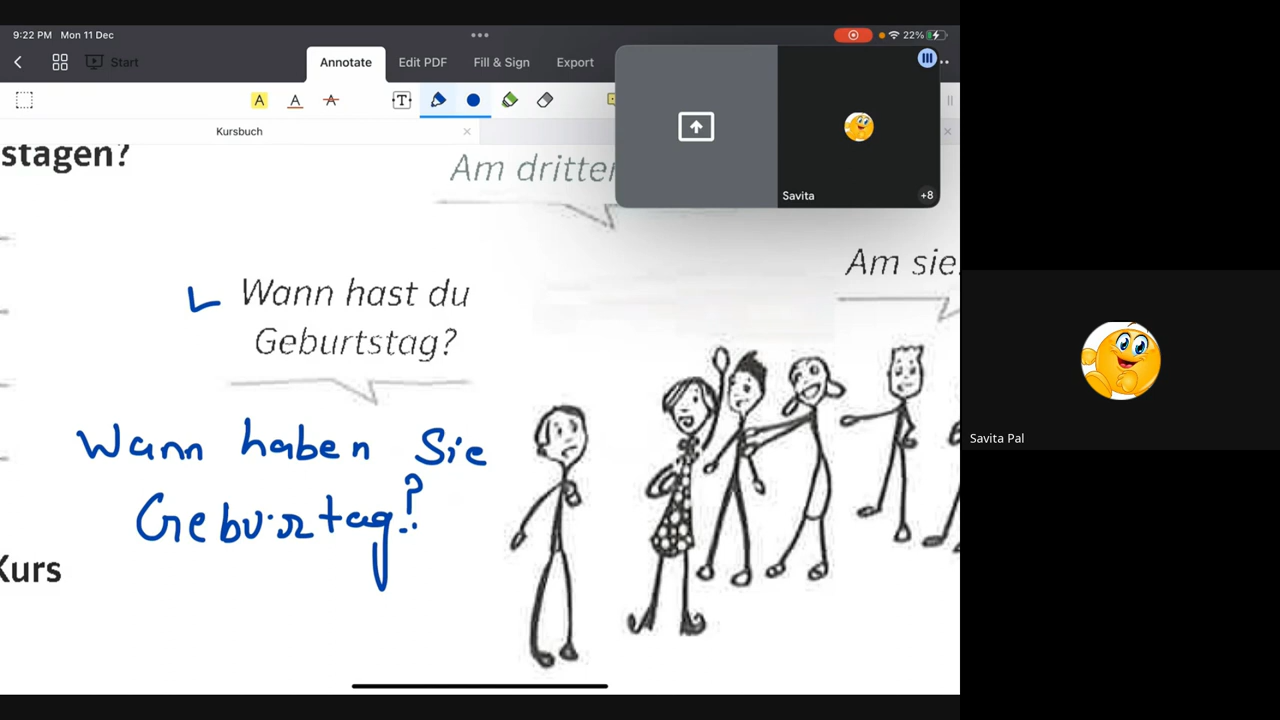 9:22 PM Mon 11 Dec
22%
Start
Annotate
Edit PDF
Fill & Sign
Export
A A A T
Kursbuch
Savita
+8
stagen?
Am dritten
Am sie
Wann hast du
Geburtstag?
Wann haben Sie
Geburtag?
Kurs
Savita Pal